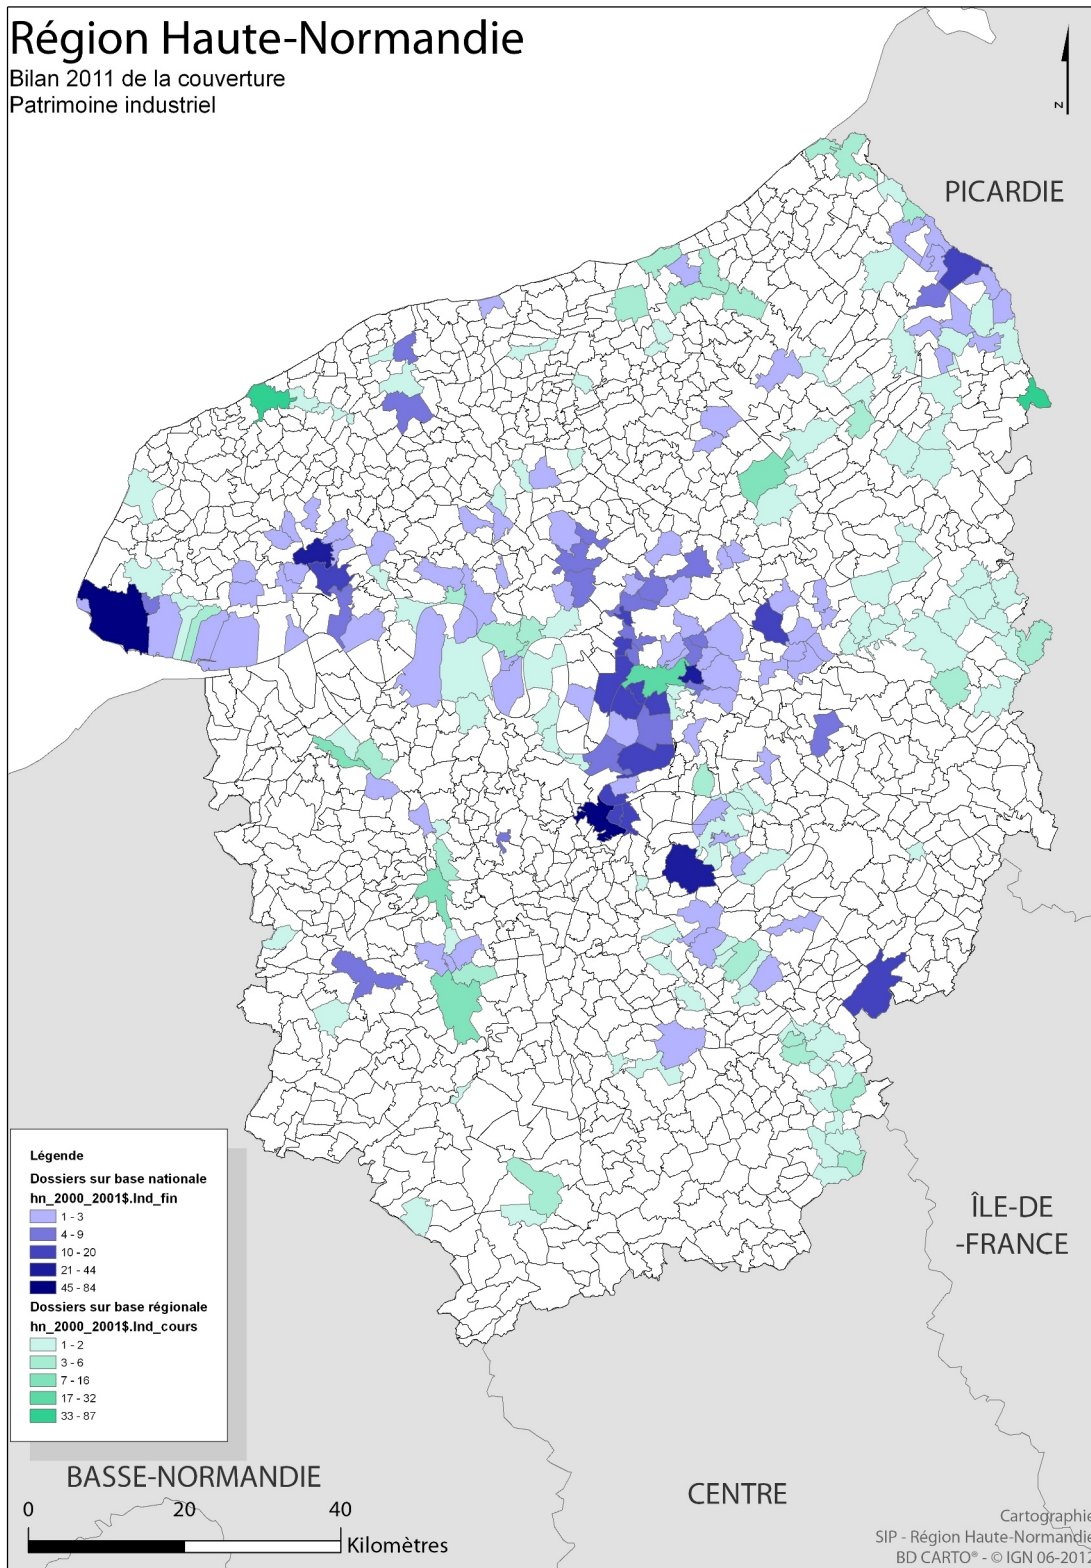 Région Haute-Normandie
Bilan 2011 de la couverture
Patrimoine industriel
N
PICARDIE
ÎLE-DE
-FRANCE
Légende
Dossiers sur base nationale
hn_2000_2001$.Ind_fin
1 - 3
4 - 9
10 - 20
21 - 44
45 - 84
Dossiers sur base régionale
hn_2000_2001$.Ind_cours
1 - 2
3 - 6
7 - 16
17 - 32
33 - 87
BASSE-NORMANDIE
CENTRE
0 20 40
Kilomètres
Cartographie
SIP - Région Haute-Normandie
BD CARTO® - © IGN 06-201